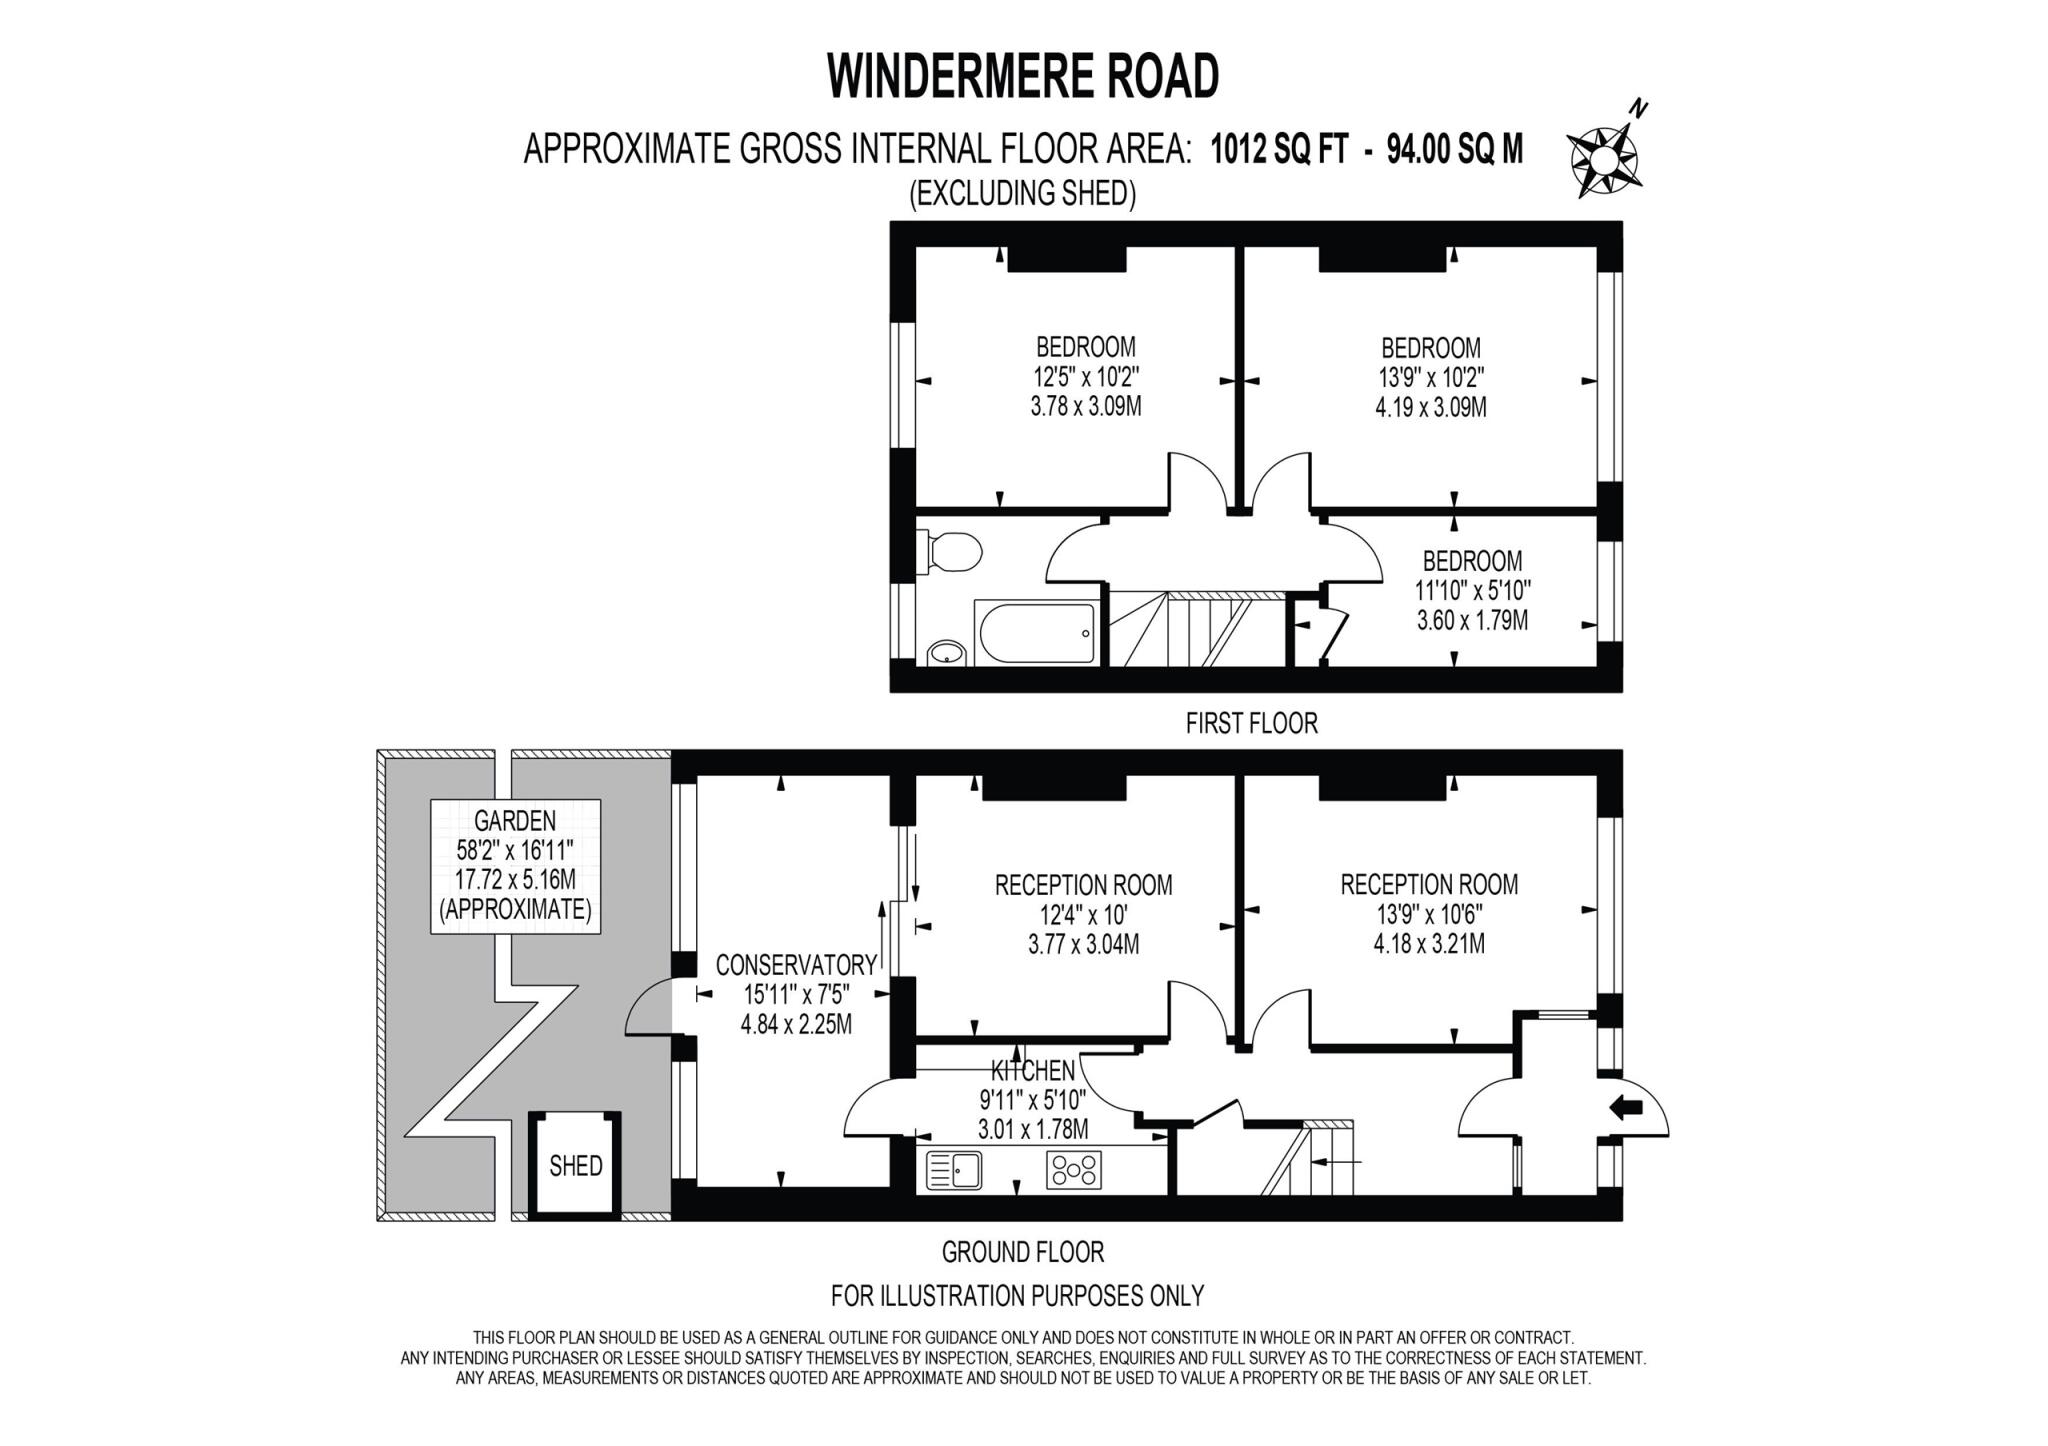 WINDERMERE ROAD
APPROXIMATE GROSS INTERNAL FLOOR AREA: 1012 SQ FT - 94.00 SQ M
(EXCLUDING SHED)
N
BEDROOM
12'5" x 10'2"
3.78 x 3.09M
BEDROOM
13'9" x 10'2"
4.19 x 3.09M
BEDROOM
11'10" x 5'10"
3.60 x 1.79M
FIRST FLOOR
GARDEN
58'2" x 16'11"
17.72 x 5.16M
(APPROXIMATE)
CONSERVATORY
15'11" x 7'5"
4.84 x 2.25M
RECEPTION ROOM
12'4" x 10'
3.77 x 3.04M
RECEPTION ROOM
13'9" x 10'6"
4.18 x 3.21M
KITCHEN
9'11" x 5'10"
3.01 x 1.78M
SHED
GROUND FLOOR
FOR ILLUSTRATION PURPOSES ONLY
THIS FLOOR PLAN SHOULD BE USED AS A GENERAL OUTLINE FOR GUIDANCE ONLY AND DOES NOT CONSTITUTE IN WHOLE OR IN PART AN OFFER OR CONTRACT.
ANY INTENDING PURCHASER OR LESSEE SHOULD SATISFY THEMSELVES BY INSPECTION, SEARCHES, ENQUIRIES AND FULL SURVEY AS TO THE CORRECTNESS OF EACH STATEMENT.
ANY AREAS, MEASUREMENTS OR DISTANCES QUOTED ARE APPROXIMATE AND SHOULD NOT BE USED TO VALUE A PROPERTY OR BE THE BASIS OF ANY SALE OR LET.